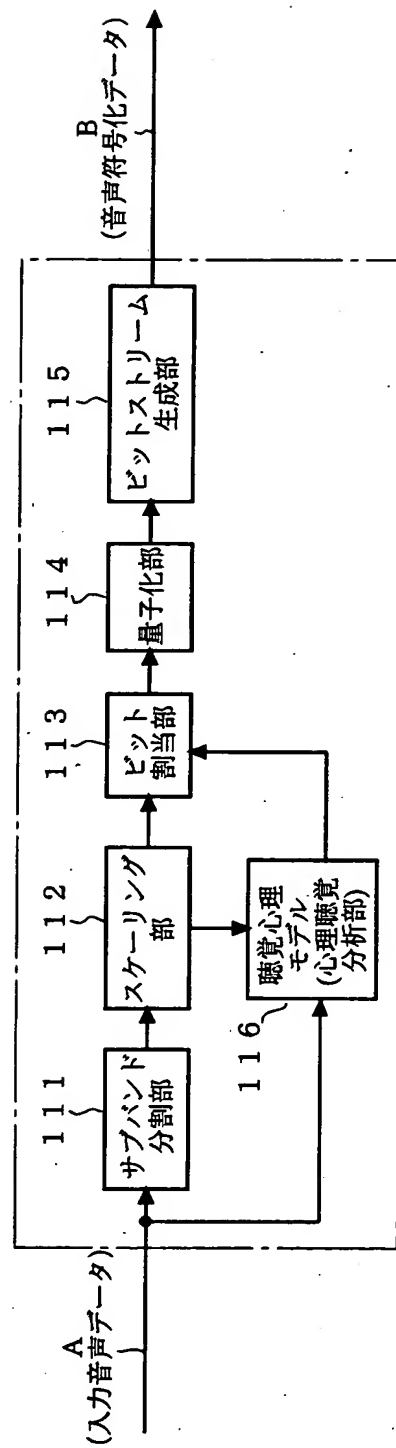 A
(入力音声データ)
111
サブバンド
分割部
112
スケーリング
部
113
ビット
割当部
114
量子化部
115
ビットストリーム
生成部
B
(音声符号化データ)
116
聴覚心理
モデル
(心理聴覚
分析部)